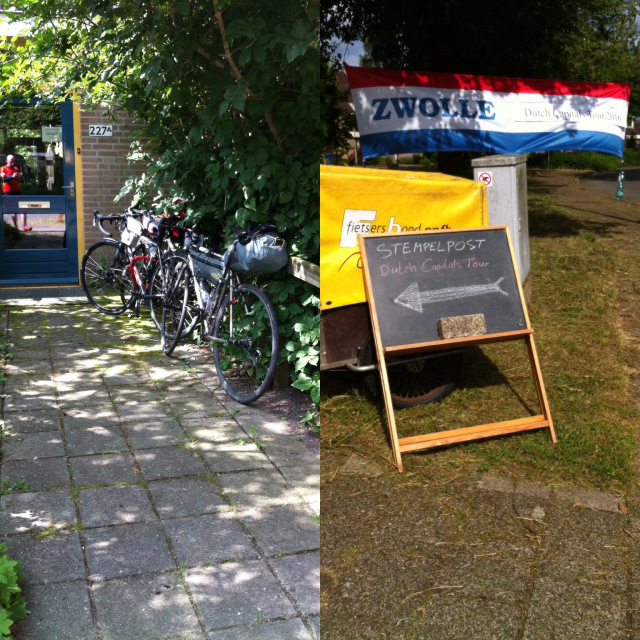 227A
ZWOLLE
Dutch Capitals Tour 2016
fietsersbond
STEMPELPOST
Dutch Capitals Tour